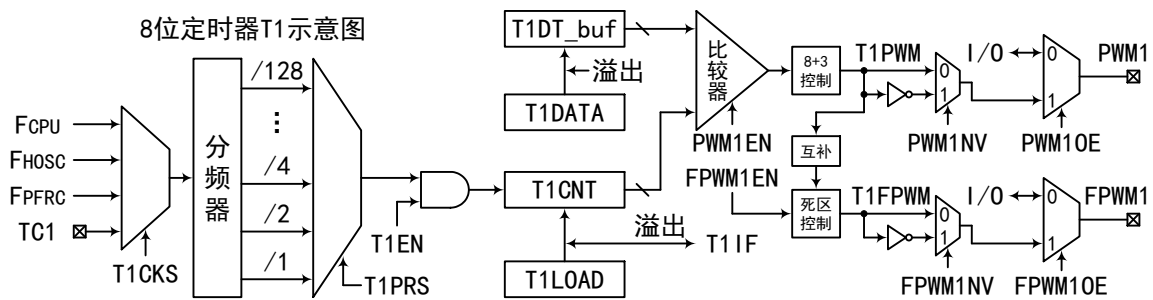 8位定时器T1示意图
FCPU
FHOSC
FPFRC
TC1
T1CKS
分频器
/128
⋮
/4
/2
/1
T1PRS
T1EN
T1DT_buf
溢出
T1DATA
T1CNT
溢出
T1IF
T1LOAD
比较器
PWM1EN
FPWM1EN
8+3
控制
互补
死区
控制
T1PWM
0
1
PWM1NV
I/O
0
1
PWM1OE
PWM1
T1FPWM
0
1
FPWM1NV
I/O
0
1
FPWM1OE
FPWM1